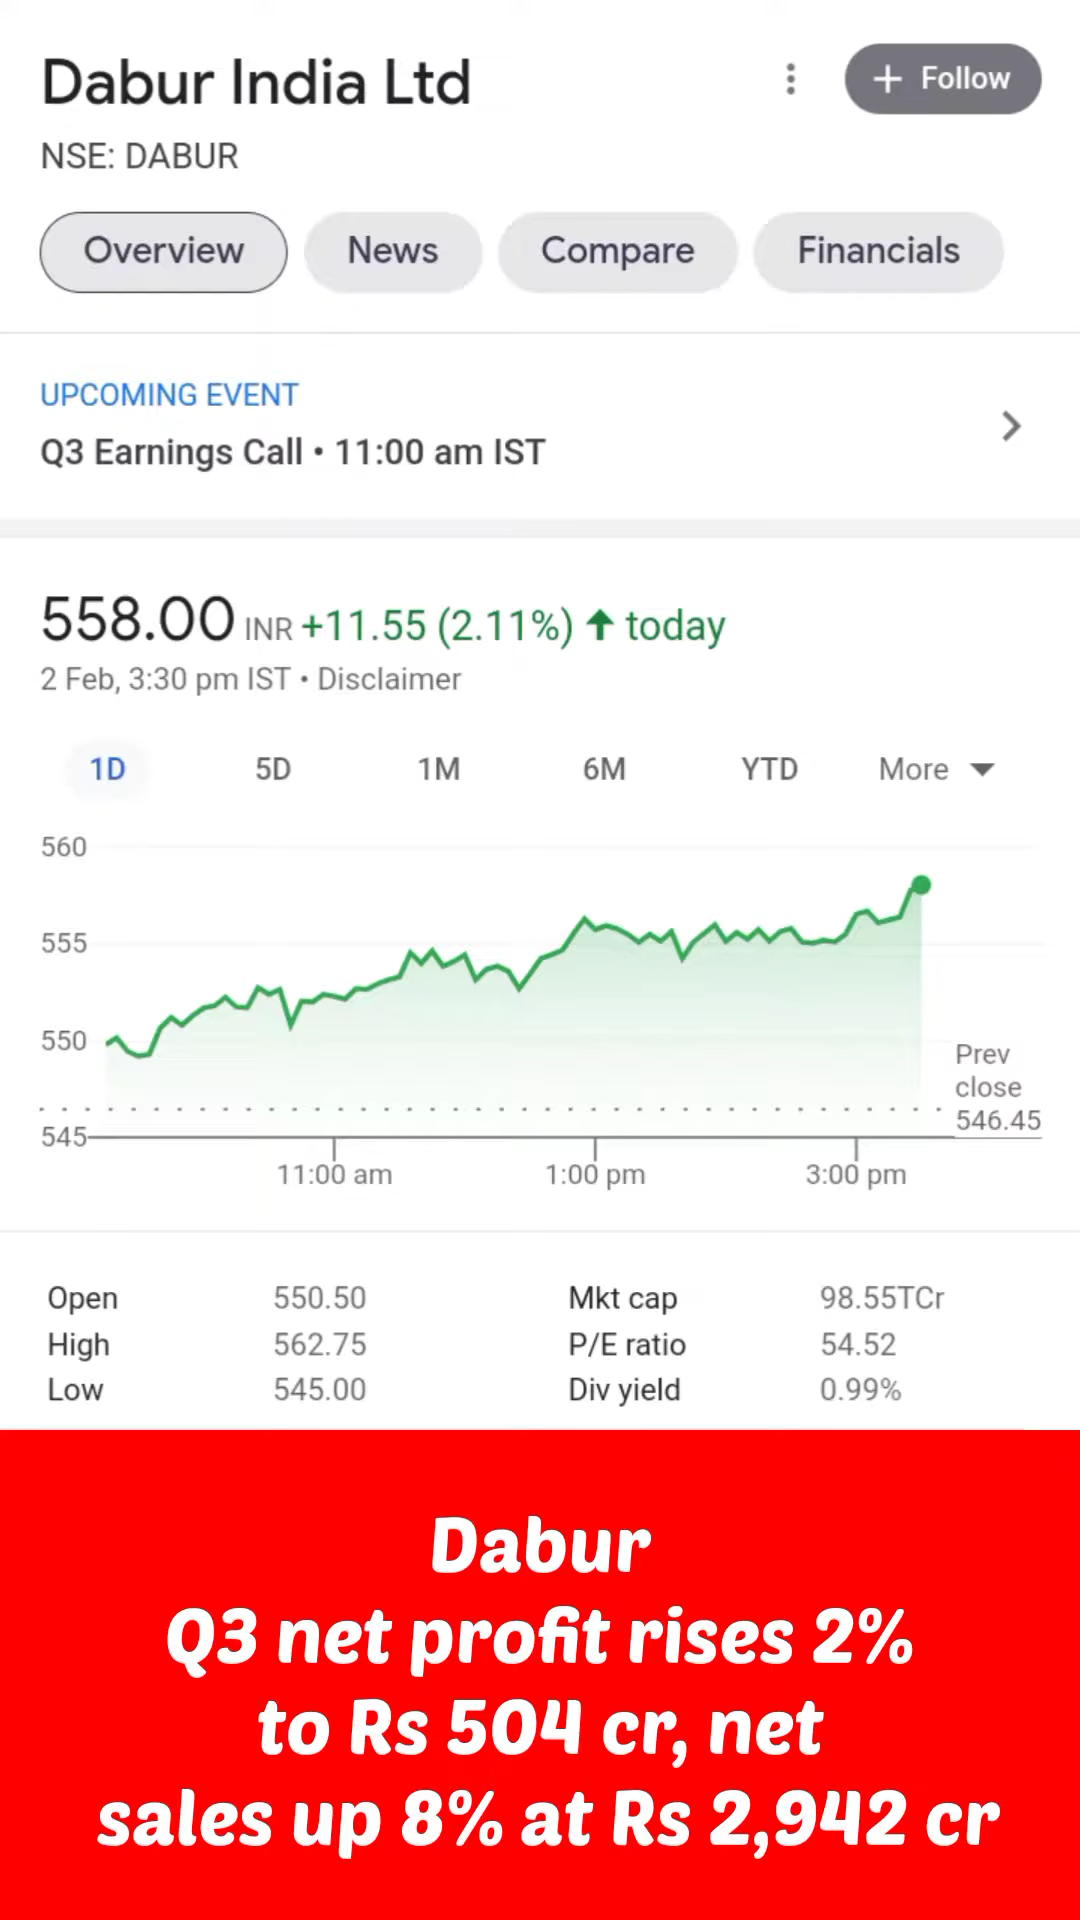 Dabur India Ltd
+ Follow
NSE: DABUR
Overview News Compare Financials
UPCOMING EVENT
Q3 Earnings Call • 11:00 am IST
558.00 INR +11.55 (2.11%) ↑ today
2 Feb, 3:30 pm IST • Disclaimer
1D 5D 1M 6M YTD More
560
555
550
545
Prev
close
546.45
11:00 am 1:00 pm 3:00 pm
Open 550.50 Mkt cap 98.55TCr
High 562.75 P/E ratio 54.52
Low 545.00 Div yield 0.99%
Dabur
Q3 net profit rises 2%
to Rs 504 cr, net
sales up 8% at Rs 2,942 cr